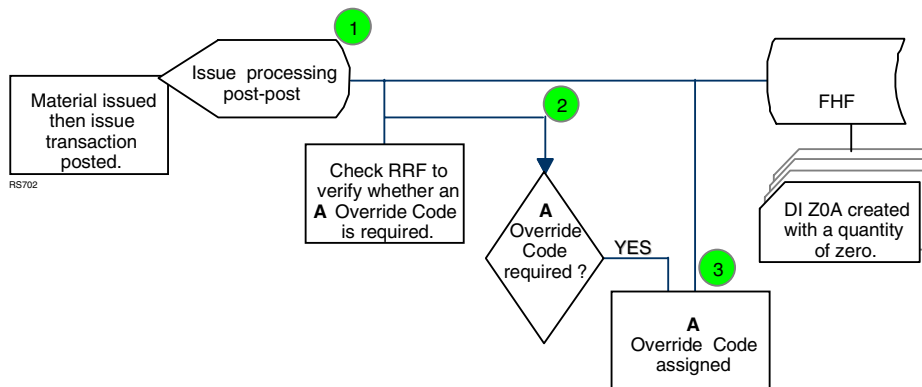 1
Issue processing
post-post
Material issued
then issue
transaction
posted.
RS702
2
Check RRF to
verify whether an
A Override Code
is required.
A
Override
Code
required ?
YES
3
A
Override Code
assigned
FHF
DI Z0A created
with a quantity
of zero.